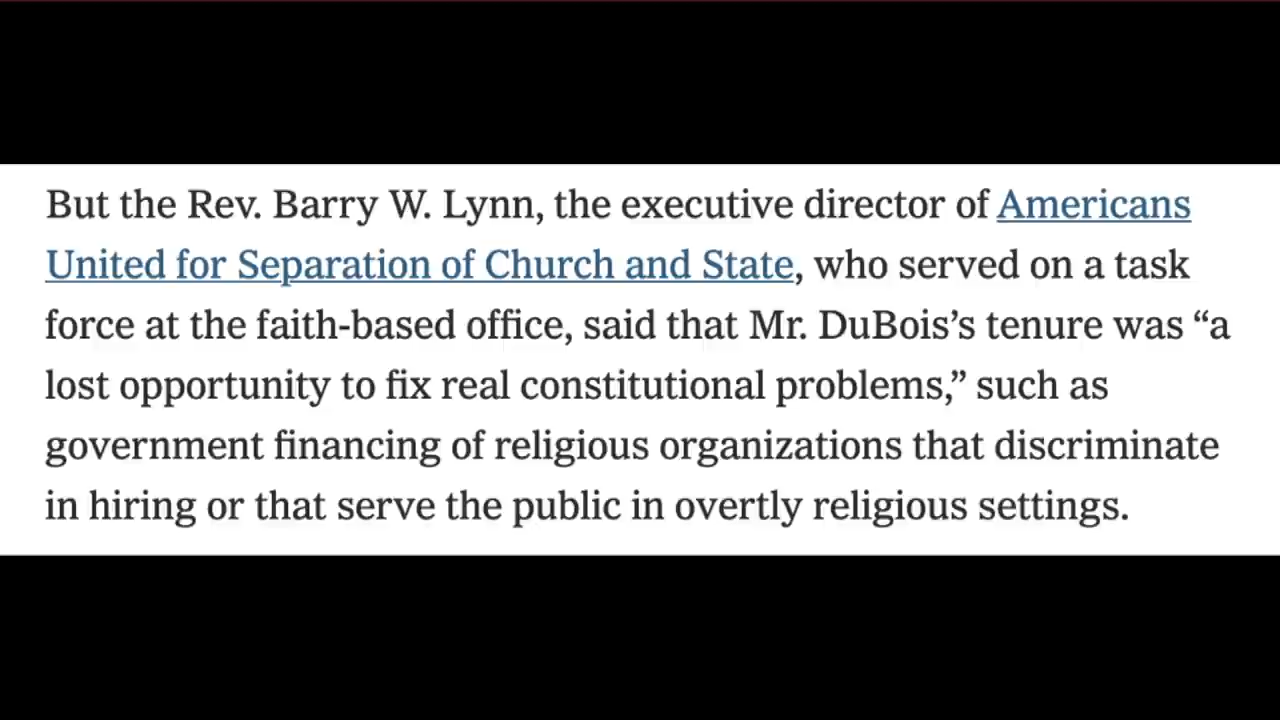 But the Rev. Barry W. Lynn, the executive director of Americans
United for Separation of Church and State, who served on a task
force at the faith-based office, said that Mr. DuBois’s tenure was “a
lost opportunity to fix real constitutional problems,” such as
government financing of religious organizations that discriminate
in hiring or that serve the public in overtly religious settings.